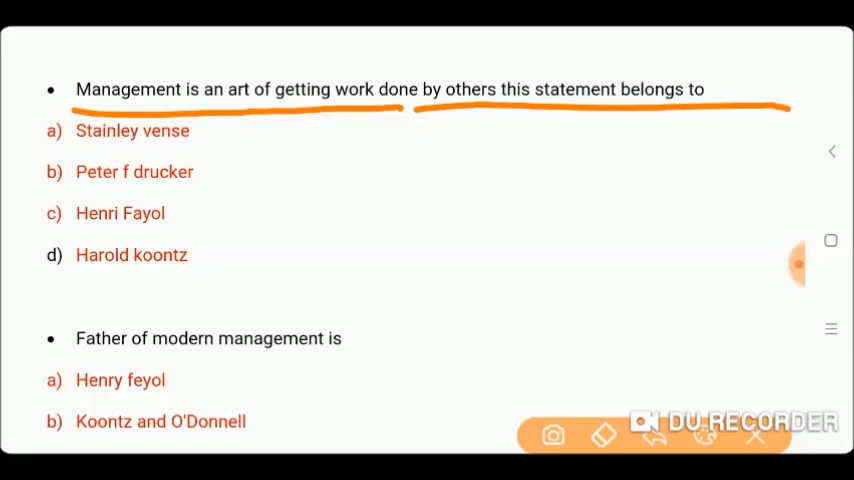 • Management is an art of getting work done by others this statement belongs to
a) Stainley vense
b) Peter f drucker
c) Henri Fayol
d) Harold koontz
• Father of modern management is
a) Henry feyol
b) Koontz and O'Donnell
DU RECORDER